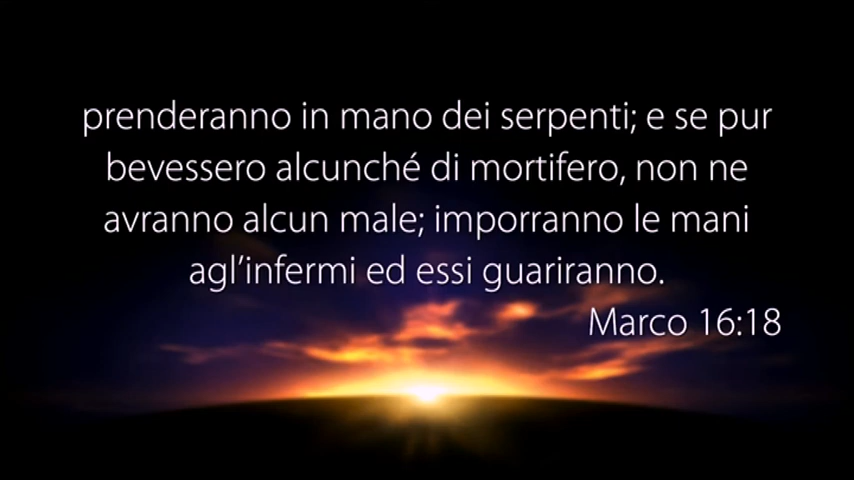 prenderanno in mano dei serpenti; e se pur
bevessero alcunché di mortifero, non ne
avranno alcun male; imporranno le mani
agl'infermi ed essi guariranno.
Marco 16:18